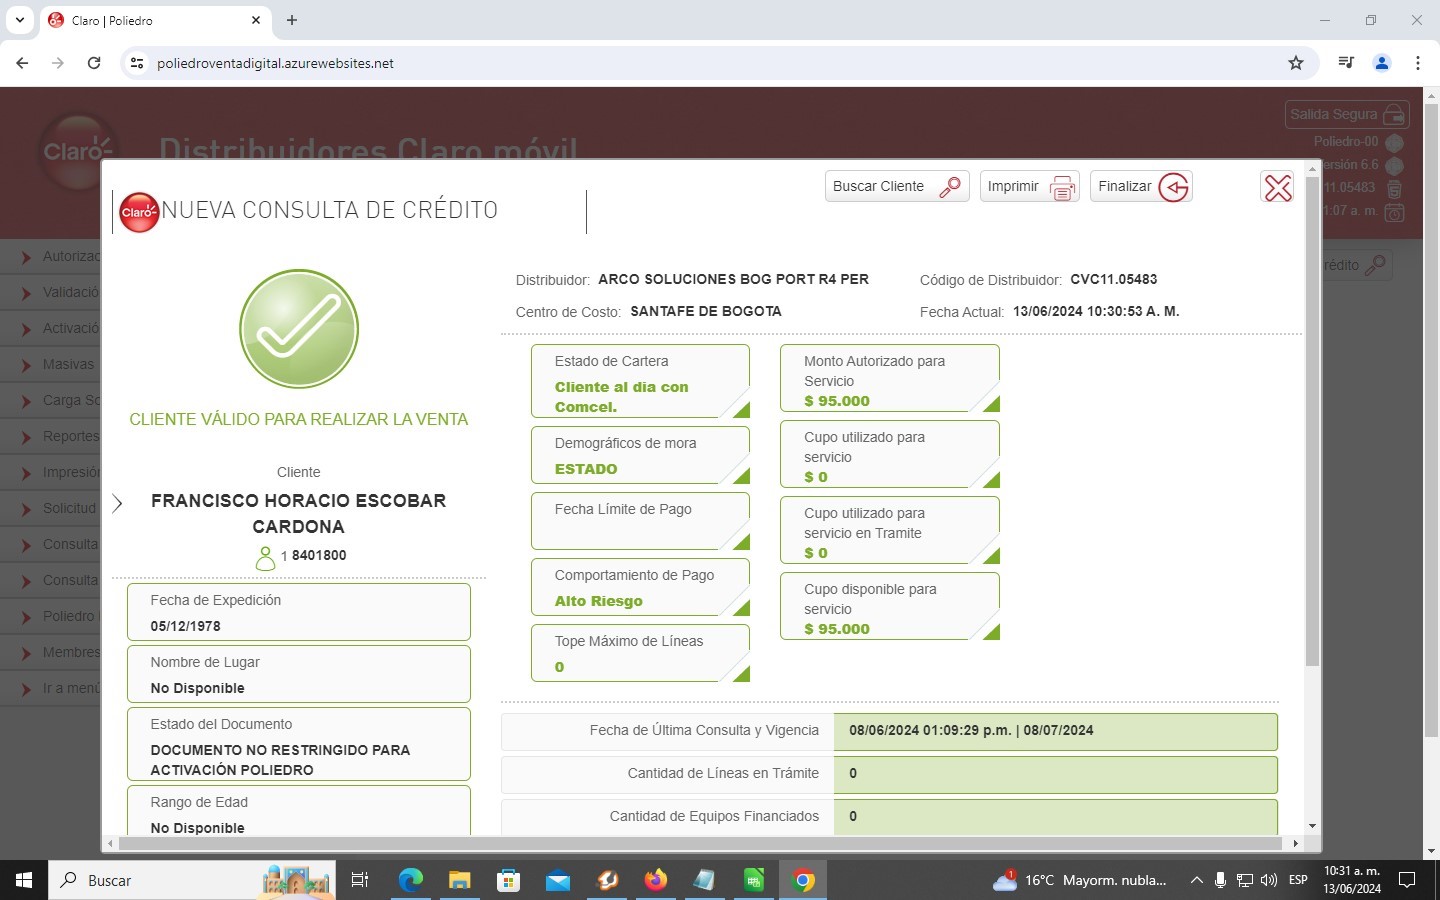 Claro | Poliedro
poliedroventadigital.azurewebsites.net
Salida Segura
Claro
Distribuidores Claro móvil
Poliedro-00
ersión 6.6
11.05483
1:07 a. m.
Buscar Cliente
Imprimir
Finalizar
Claro
NUEVA CONSULTA DE CRÉDITO
rédito
Autorizac
Validació
Activació
Masivas
Carga So
Reportes
Impresión
Solicitud
Consulta
Consulta
Poliedro
Membres
Ir a menú
CLIENTE VÁLIDO PARA REALIZAR LA VENTA
Cliente
FRANCISCO HORACIO ESCOBAR
CARDONA
1 8401800
Fecha de Expedición
05/12/1978
Nombre de Lugar
No Disponible
Estado del Documento
DOCUMENTO NO RESTRINGIDO PARA
ACTIVACIÓN POLIEDRO
Rango de Edad
No Disponible
Distribuidor: ARCO SOLUCIONES BOG PORT R4 PER
Código de Distribuidor: CVC11.05483
Centro de Costo: SANTAFE DE BOGOTA
Fecha Actual: 13/06/2024 10:30:53 A. M.
Estado de Cartera
Cliente al dia con
Comcel.
Demográficos de mora
ESTADO
Fecha Límite de Pago
Comportamiento de Pago
Alto Riesgo
Tope Máximo de Líneas
0
Monto Autorizado para
Servicio
$ 95.000
Cupo utilizado para
servicio
$ 0
Cupo utilizado para
servicio en Tramite
$ 0
Cupo disponible para
servicio
$ 95.000
Fecha de Última Consulta y Vigencia 08/06/2024 01:09:29 p.m. | 08/07/2024
Cantidad de Líneas en Trámite 0
Cantidad de Equipos Financiados 0
Buscar
1
16°C Mayorm. nubla...
ESP
10:31 a. m.
13/06/2024